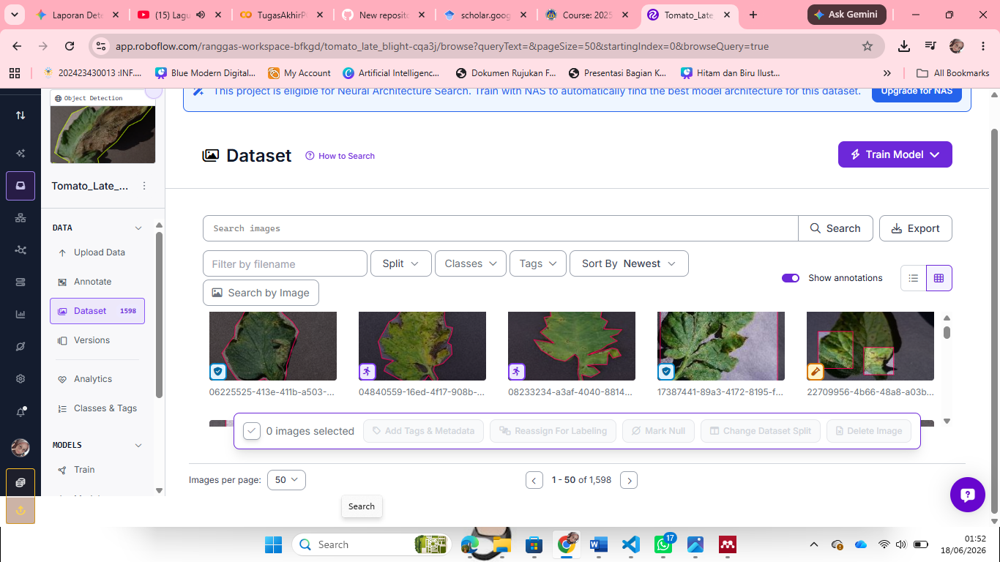 Laporan Dete
(15) Lagu
TugasAkhirP
New reposito
scholar.goog
Course: 2025
Tomato_Late
Ask Gemini
app.roboflow.com/ranggas-workspace-bfkgd/tomato_late_blight-cqa3j/browse?queryText=&pageSize=50&startingIndex=0&browseQuery=true
202423430013 :INF....
Blue Modern Digital...
My Account
Artificial Intelligenc...
Dokumen Rujukan F...
Presentasi Bagian K...
Hitam dan Biru Ilust...
All Bookmarks
Object Detection
This project is eligible for Neural Architecture Search. Train with NAS to automatically find the best model architecture for this dataset.
Upgrade for NAS
Dataset
How to Search
Train Model
Tomato_Late_...
DATA
Upload Data
Annotate
Dataset 1598
Versions
Analytics
Classes & Tags
MODELS
Train
Search images
Search
Export
Filter by filename
Split
Classes
Tags
Sort By Newest
Show annotations
Search by Image
06225525-413e-411b-a503-...
04840559-16ed-4f17-908b-...
08233234-a3af-4040-8814...
17387441-89a3-4172-8195-f...
22709956-4b66-48a8-a03b...
0 images selected
Add Tags & Metadata
Reassign For Labeling
Mark Null
Change Dataset Split
Delete Image
Images per page: 50
1 - 50 of 1,598
Search
Search
17
01:52
18/06/2026